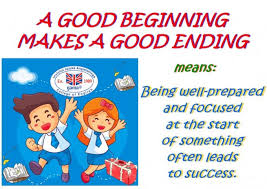 A GOOD BEGINNING
MAKES A GOOD ENDING
means:
Being well-prepared
and focused
at the start
of something
often leads
to success.